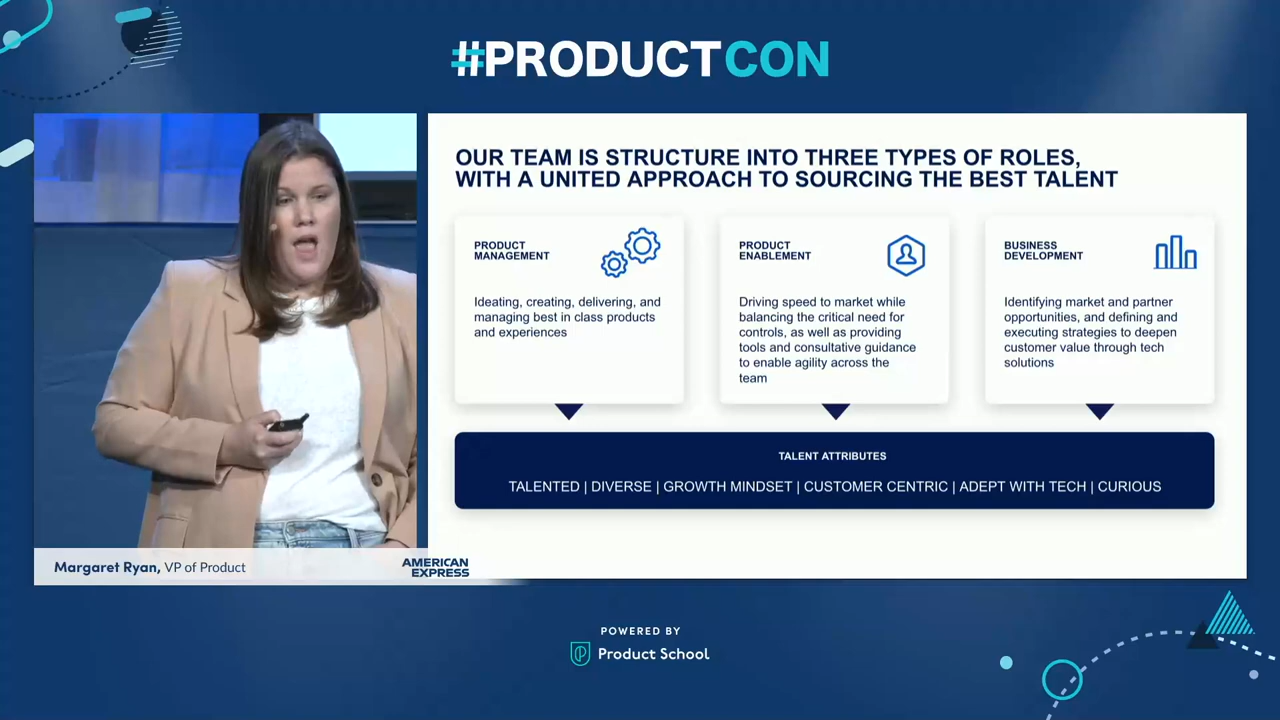 #PRODUCTCON
OUR TEAM IS STRUCTURE INTO THREE TYPES OF ROLES,
WITH A UNITED APPROACH TO SOURCING THE BEST TALENT
PRODUCT
MANAGEMENT
Ideating, creating, delivering, and
managing best in class products
and experiences
PRODUCT
ENABLEMENT
Driving speed to market while
balancing the critical need for
controls, as well as providing
tools and consultative guidance
to enable agility across the
team
BUSINESS
DEVELOPMENT
Identifying market and partner
opportunities, and defining and
executing strategies to deepen
customer value through tech
solutions
TALENT ATTRIBUTES
TALENTED | DIVERSE | GROWTH MINDSET | CUSTOMER CENTRIC | ADEPT WITH TECH | CURIOUS
Margaret Ryan, VP of Product
AMERICAN
EXPRESS
POWERED BY
Product School